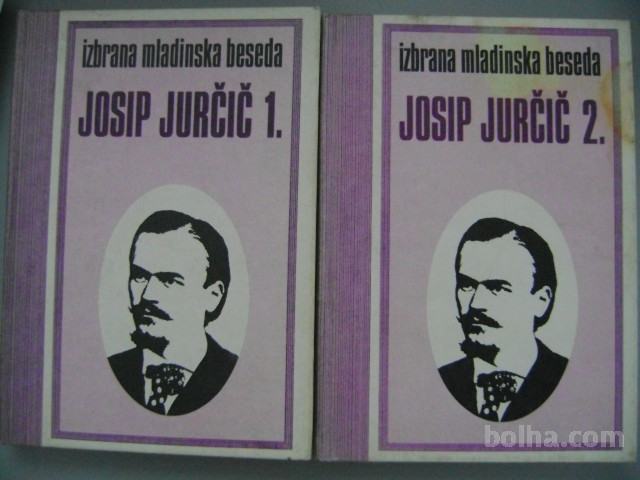 izbrana mladinska beseda
JOSIP JURČIČ 1.
izbrana mladinska beseda
JOSIP JURČIČ 2.
bolha.com